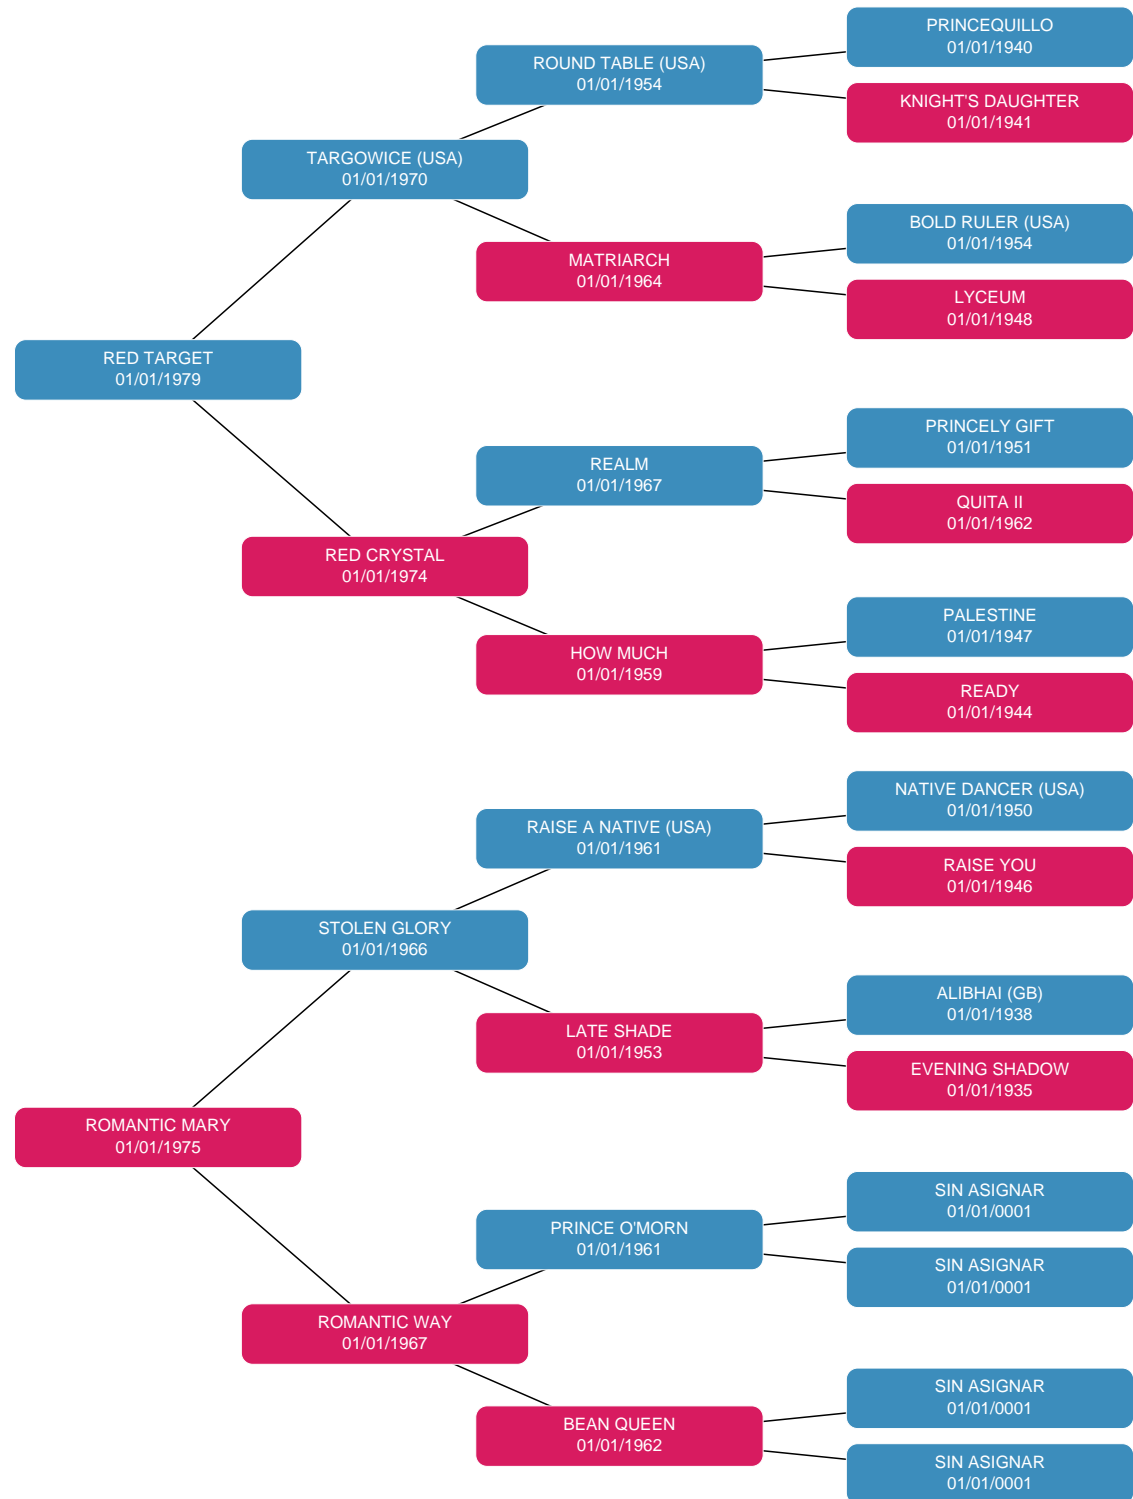 PRINCEQUILLO
01/01/1940
ROUND TABLE (USA)
01/01/1954
KNIGHT'S DAUGHTER
01/01/1941
TARGOWICE (USA)
01/01/1970
BOLD RULER (USA)
01/01/1954
MATRIARCH
01/01/1964
LYCEUM
01/01/1948
RED TARGET
01/01/1979
PRINCELY GIFT
01/01/1951
REALM
01/01/1967
QUITA II
01/01/1962
RED CRYSTAL
01/01/1974
PALESTINE
01/01/1947
HOW MUCH
01/01/1959
READY
01/01/1944
NATIVE DANCER (USA)
01/01/1950
RAISE A NATIVE (USA)
01/01/1961
RAISE YOU
01/01/1946
STOLEN GLORY
01/01/1966
ALIBHAI (GB)
01/01/1938
LATE SHADE
01/01/1953
EVENING SHADOW
01/01/1935
ROMANTIC MARY
01/01/1975
SIN ASIGNAR
01/01/0001
PRINCE O'MORN
01/01/1961
SIN ASIGNAR
01/01/0001
ROMANTIC WAY
01/01/1967
SIN ASIGNAR
01/01/0001
BEAN QUEEN
01/01/1962
SIN ASIGNAR
01/01/0001